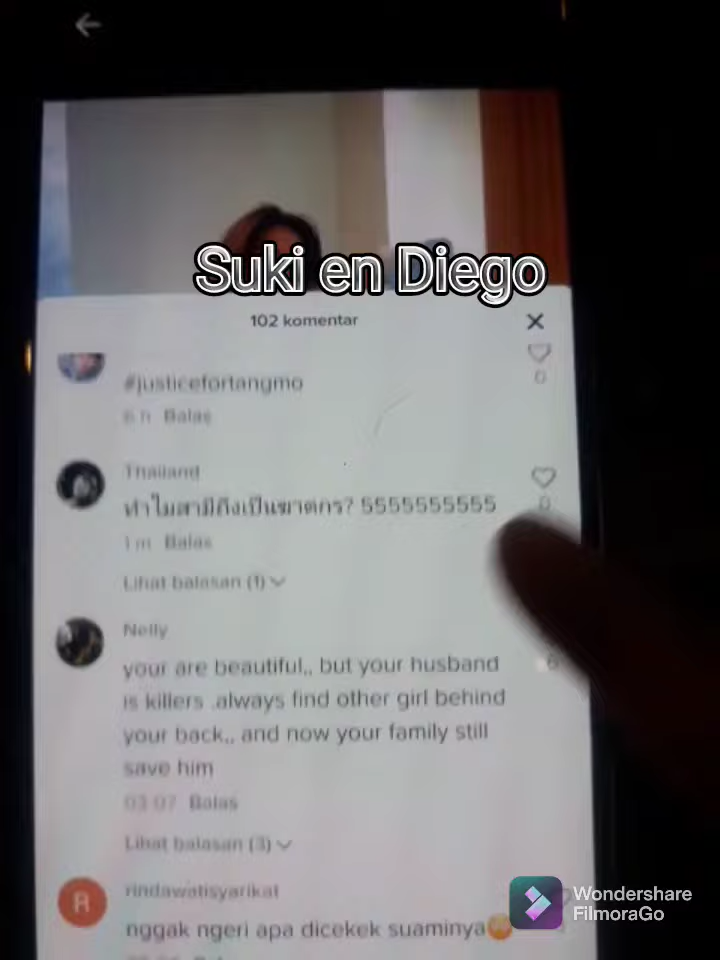 Suki en Diego
102 komentar
#justicefortangmo
6 h Balas
0
Thailand
ทำไมสามีถึงเป็นฆาตกร? 5555555555
0
1 m Balas
Lihat balasan (1)
Nelly
your are beautiful,, but your husband
is killers .always find other girl behind
your back,, and now your family still
save him
6
03-07 Balas
Lihat balasan (3)
R
rindawatisyarikat
nggak ngeri apa dicekek suaminya
Wondershare
FilmoraGo